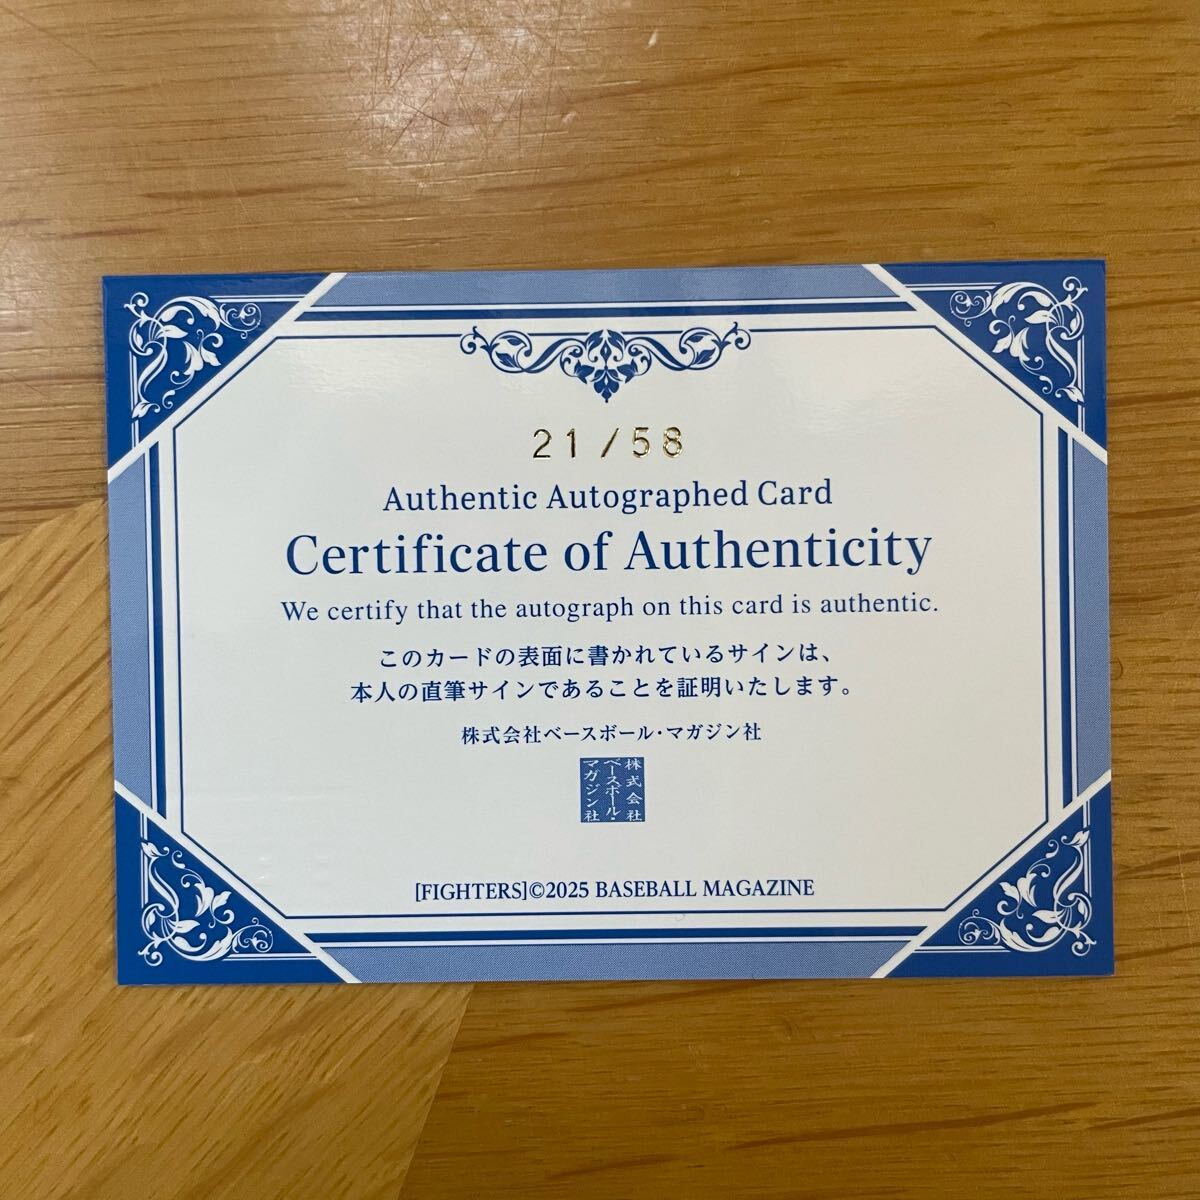 21/58
Authentic Autographed Card
Certificate of Authenticity
We certify that the autograph on this card is authentic.
このカードの表面に書かれているサインは、
本人の直筆サインであることを証明いたします。
株式会社ベースボール・マガジン社
株式会社
ベースボール・
マガジン社
[FIGHTERS]©2025 BASEBALL MAGAZINE